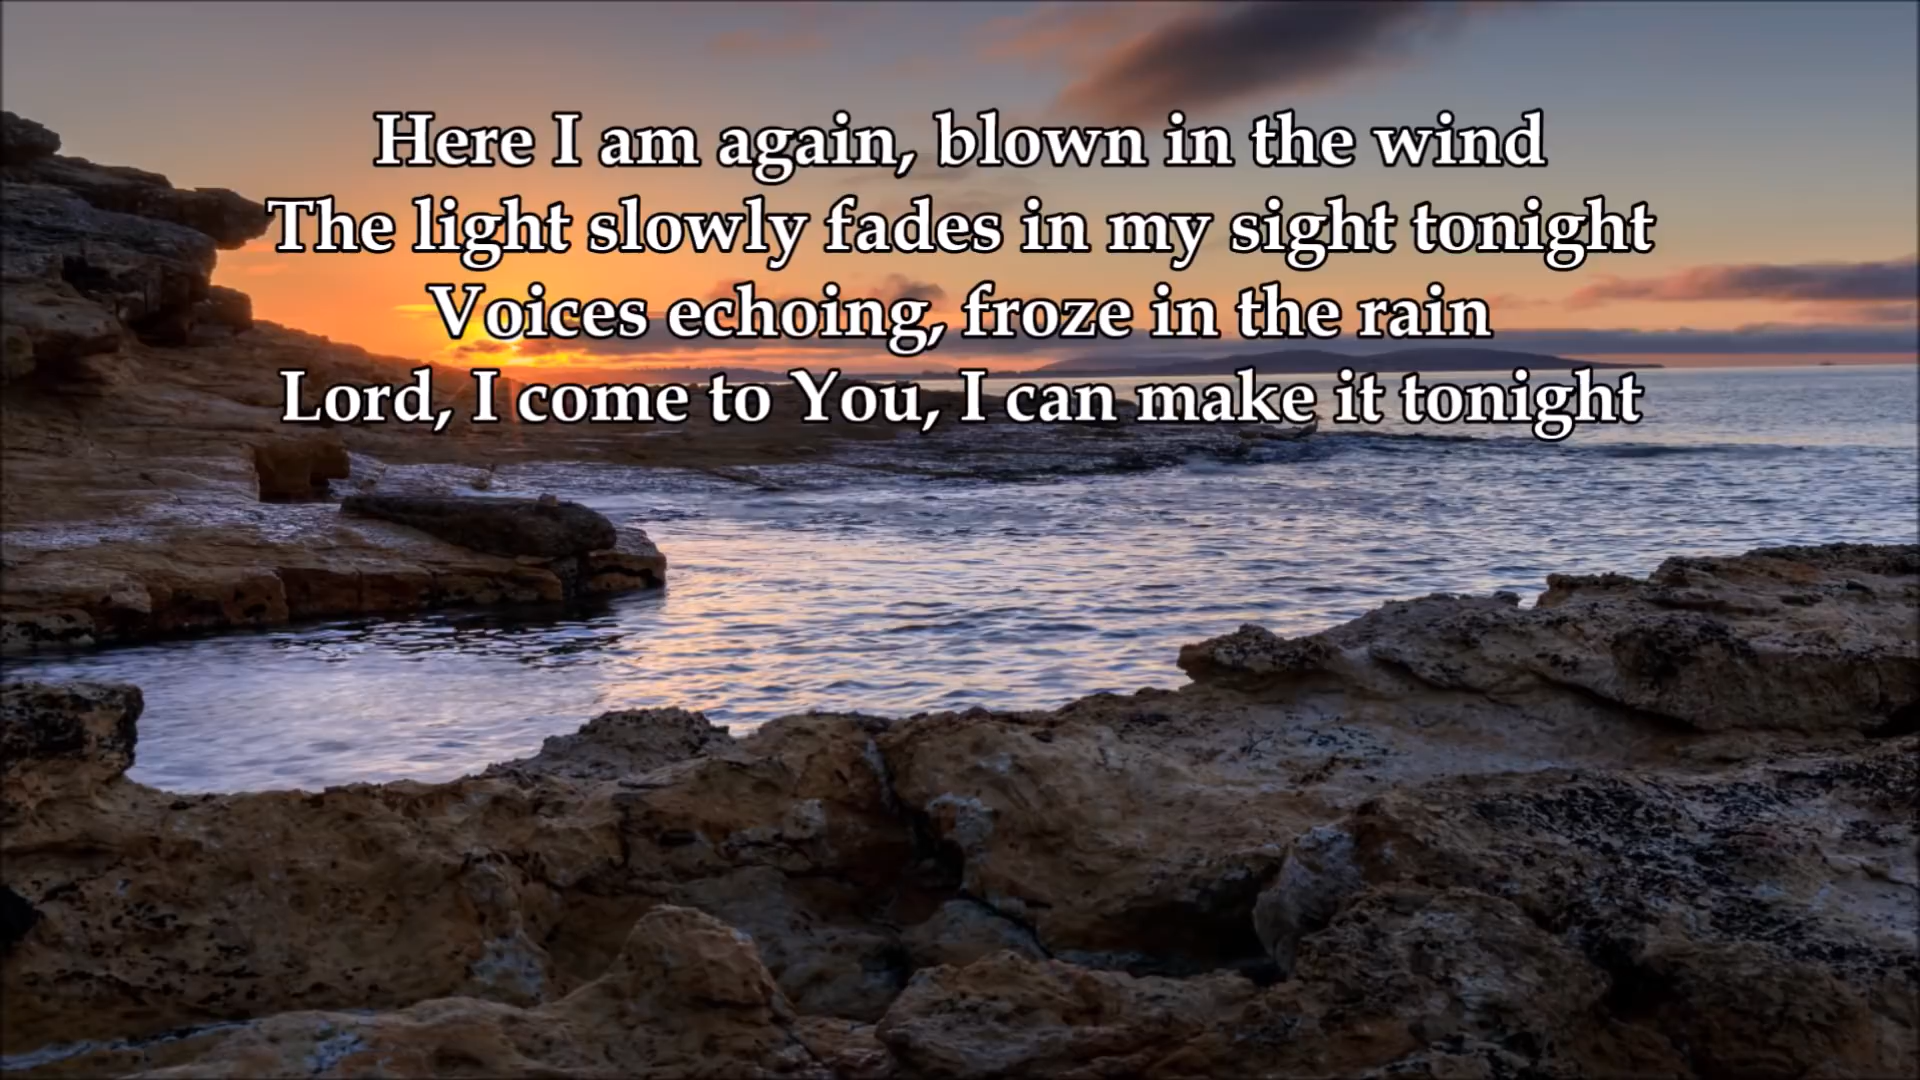 Here I am again, blown in the wind
The light slowly fades in my sight tonight
Voices echoing, froze in the rain
Lord, I come to You, I can make it tonight